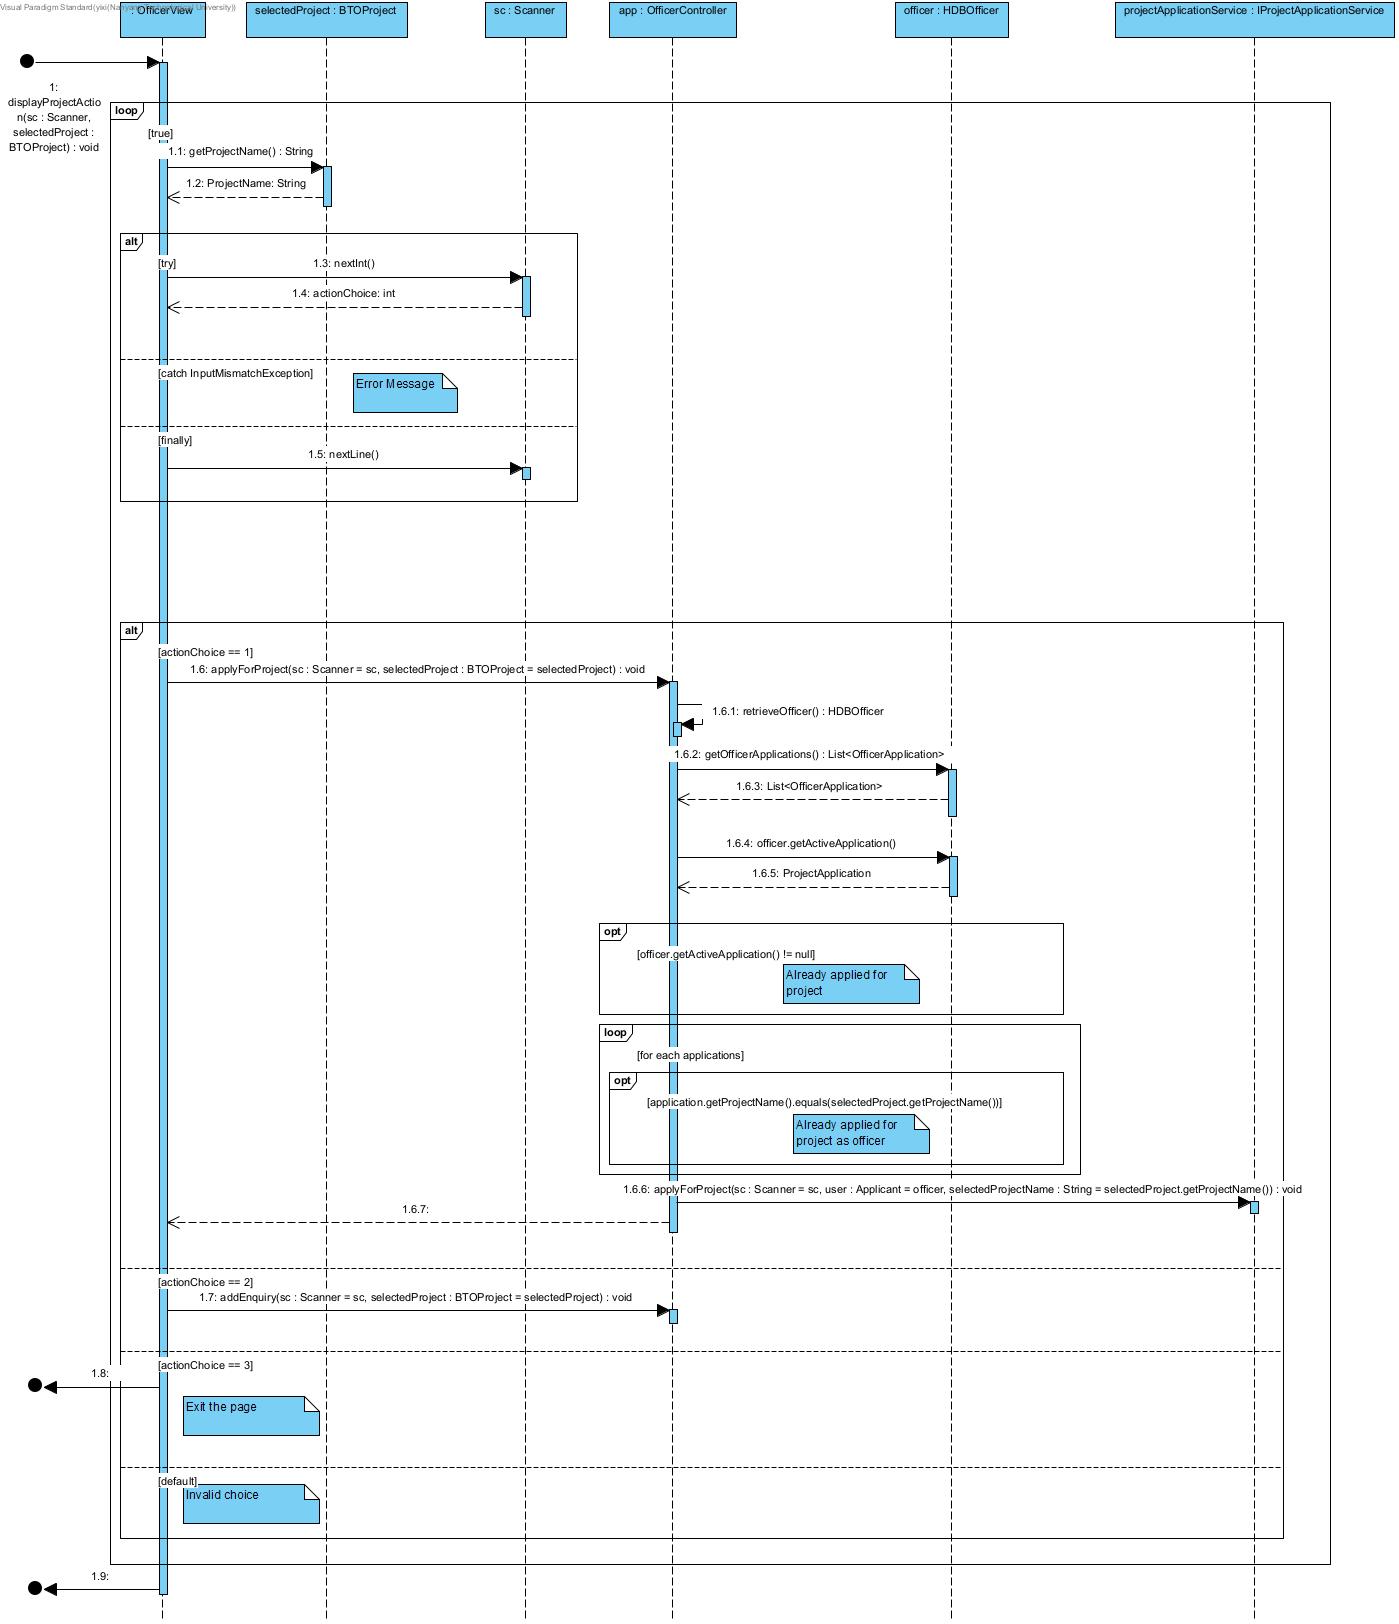 Visual Paradigm Standard(yixi(Nanyang Technological University))
: OfficerView
selectedProject : BTOProject
sc : Scanner
app : OfficerController
officer : HDBOfficer
projectApplicationService : IProjectApplicationService
1:
displayProjectActio
n(sc : Scanner,
selectedProject :
BTOProject) : void
loop
[true]
1.1: getProjectName() : String
1.2: ProjectName: String
alt
[try]
1.3: nextInt()
1.4: actionChoice: int
[catch InputMismatchException]
Error Message
[finally]
1.5: nextLine()
alt
[actionChoice == 1]
1.6: applyForProject(sc : Scanner = sc, selectedProject : BTOProject = selectedProject) : void
1.6.1: retrieveOfficer() : HDBOfficer
1.6.2: getOfficerApplications() : List<OfficerApplication>
1.6.3: List<OfficerApplication>
1.6.4: officer.getActiveApplication()
1.6.5: ProjectApplication
opt
[officer.getActiveApplication() != null]
Already applied for
project
loop
[for each applications]
opt
[application.getProjectName().equals(selectedProject.getProjectName())]
Already applied for
project as officer
1.6.6: applyForProject(sc : Scanner = sc, user : Applicant = officer, selectedProjectName : String = selectedProject.getProjectName()) : void
1.6.7:
[actionChoice == 2]
1.7: addEnquiry(sc : Scanner = sc, selectedProject : BTOProject = selectedProject) : void
[actionChoice == 3]
1.8:
Exit the page
[default]
Invalid choice
1.9: